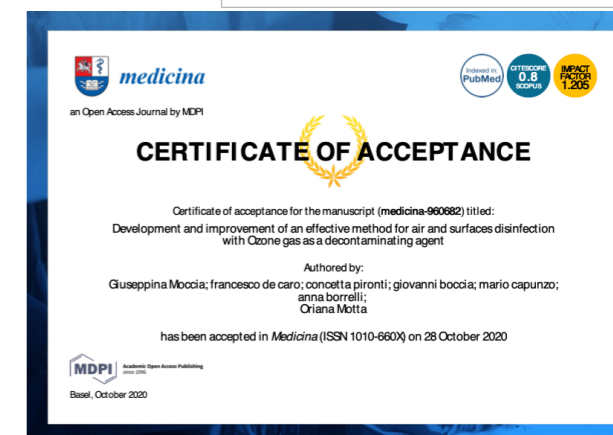 medicina
Indexed in:
PubMed
CITESCORE
0.8
SCOPUS
IMPACT
FACTOR
1.205
an Open Access Journal by MDPI
CERTIFICATE OF ACCEPTANCE
Certificate of acceptance for the manuscript (medicina-960682) titled:
Development and improvement of an effective method for air and surfaces disinfection
with Ozone gas as a decontaminating agent
Authored by:
Giuseppina Moccia; francesco de caro; concetta pironti; giovanni boccia; mario capunzo;
anna borrelli;
Oriana Motta
has been accepted in Medicina (ISSN 1010-660X) on 28 October 2020
MDPI
Academic Open Access Publishing
since 1996
Basel, October 2020